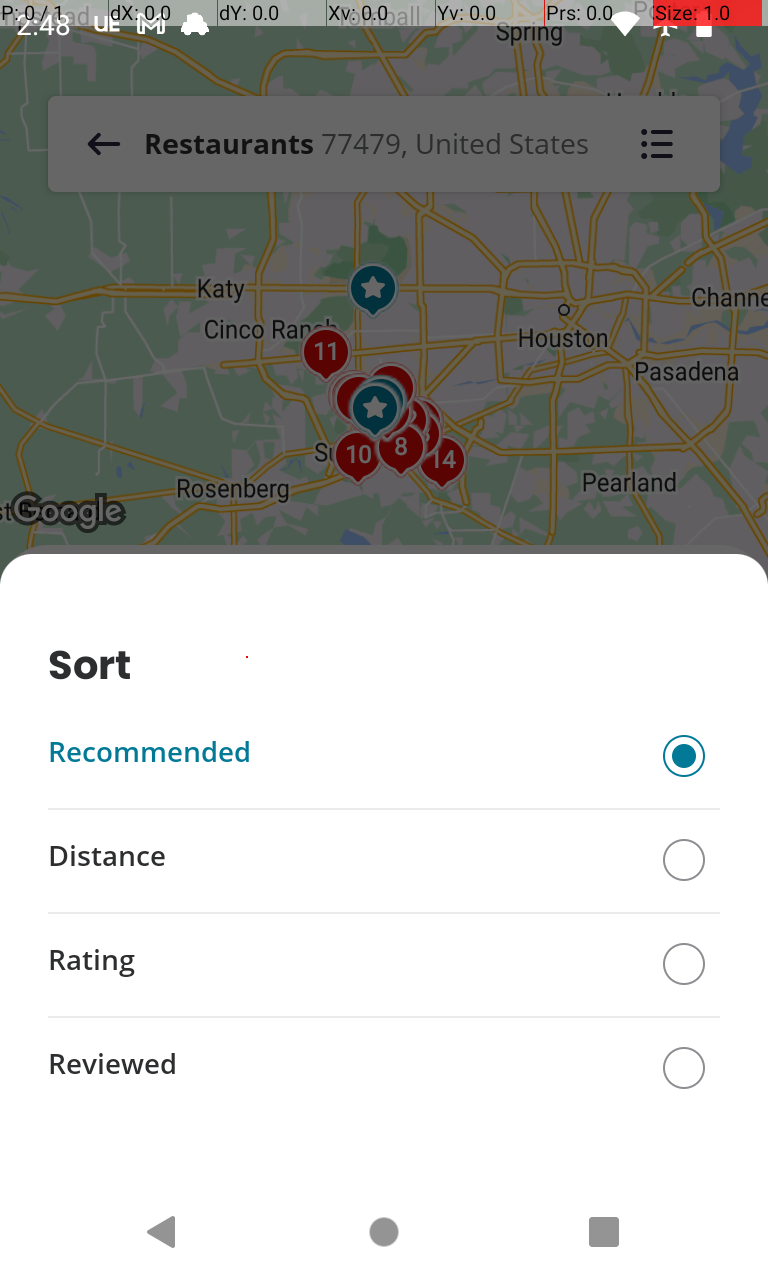 P: 0 / 1 dX: 0.0 dY: 0.0 Xv: 0.0 Yv: 0.0 Prs: 0.0 Size: 1.0
2:48 UE
Spring
Restaurants 77479, United States
Katy
Channe
Cinco Ranch
Houston
11
Pasadena
10 8 14
Rosenberg
Pearland
Google
Sort
Recommended
Distance
Rating
Reviewed